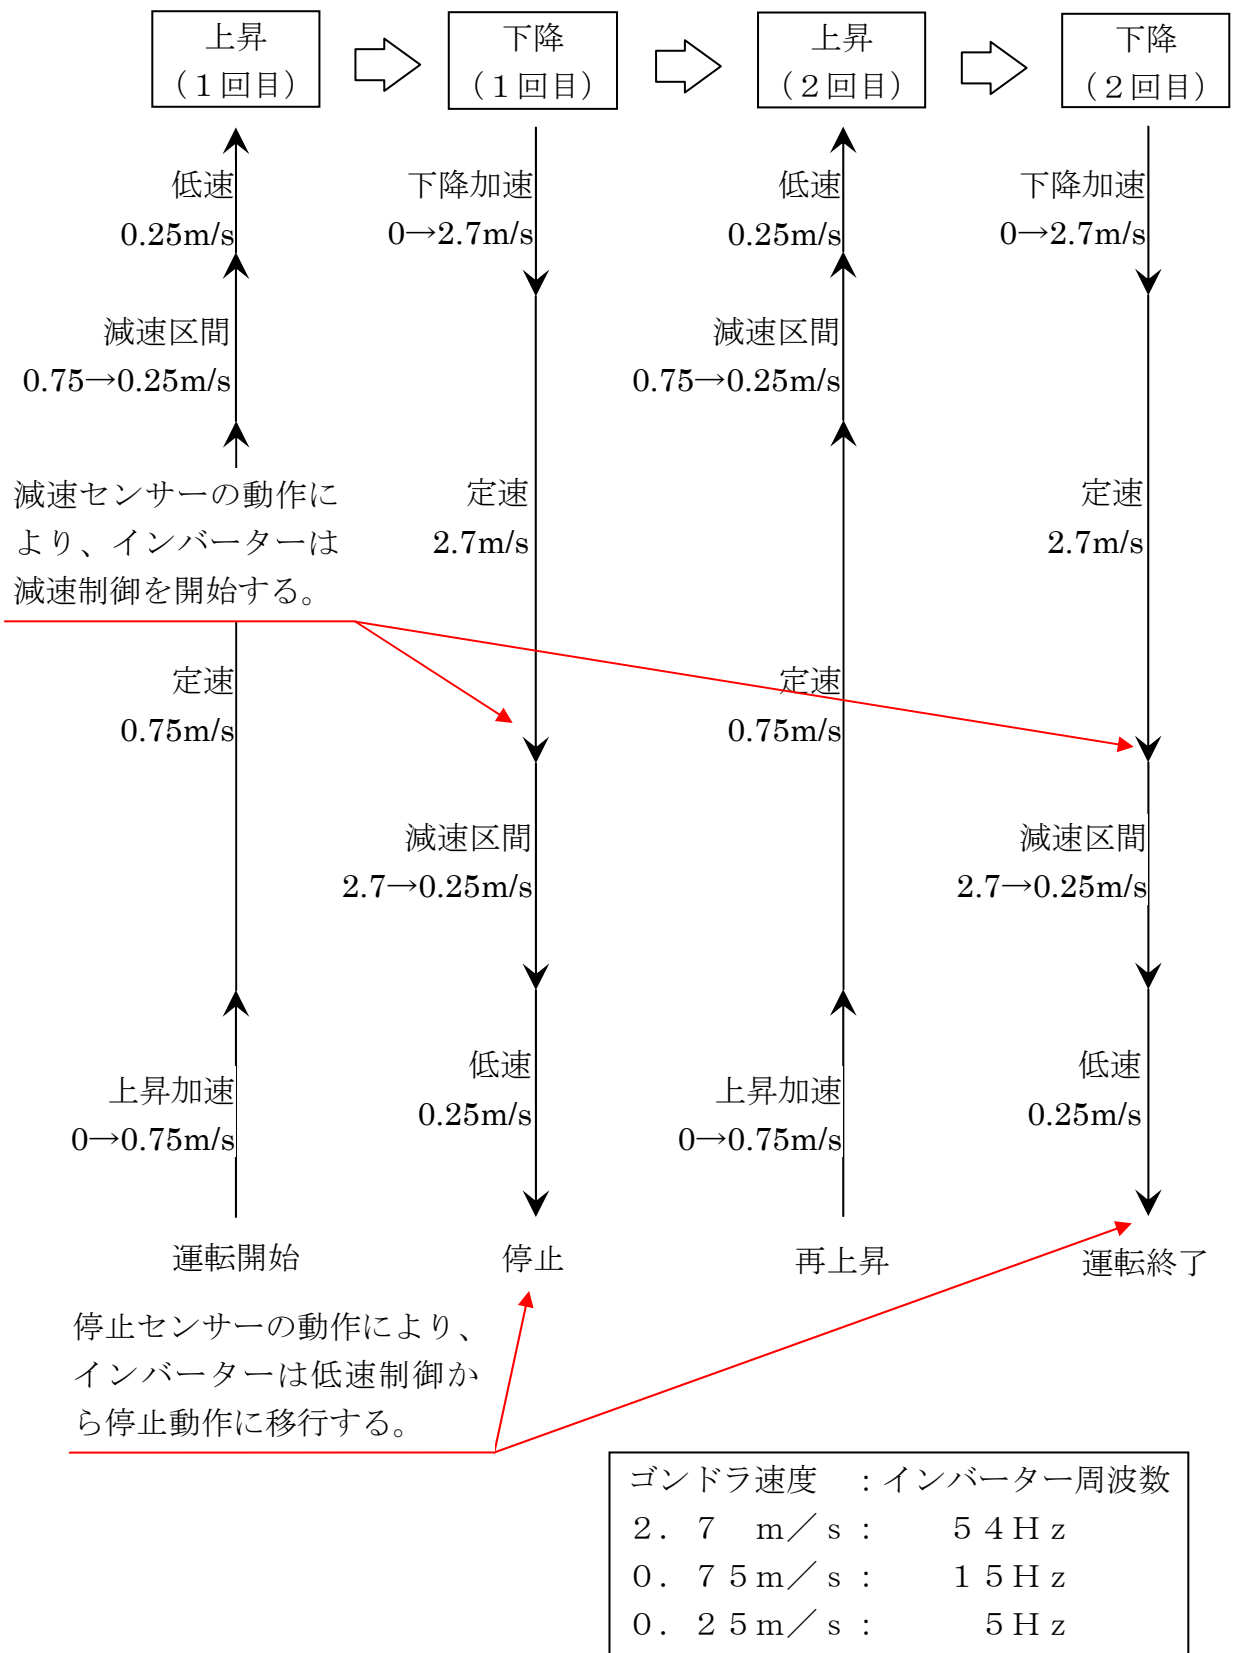 上昇
（１回目）
下降
（１回目）
上昇
（２回目）
下降
（２回目）
低速
0.25m/s
減速区間
0.75→0.25m/s
減速センサーの動作に
より、インバーターは
減速制御を開始する。
定速
0.75m/s
上昇加速
0→0.75m/s
運転開始
下降加速
0→2.7m/s
定速
2.7m/s
減速区間
2.7→0.25m/s
低速
0.25m/s
停止
低速
0.25m/s
減速区間
0.75→0.25m/s
定速
0.75m/s
上昇加速
0→0.75m/s
再上昇
下降加速
0→2.7m/s
定速
2.7m/s
減速区間
2.7→0.25m/s
低速
0.25m/s
運転終了
停止センサーの動作により、
インバーターは低速制御か
ら停止動作に移行する。
ゴンドラ速度　：インバーター周波数
２．７　ｍ／ｓ：　　５４Ｈｚ
０．７５ｍ／ｓ：　　１５Ｈｚ
０．２５ｍ／ｓ：　　　５Ｈｚ